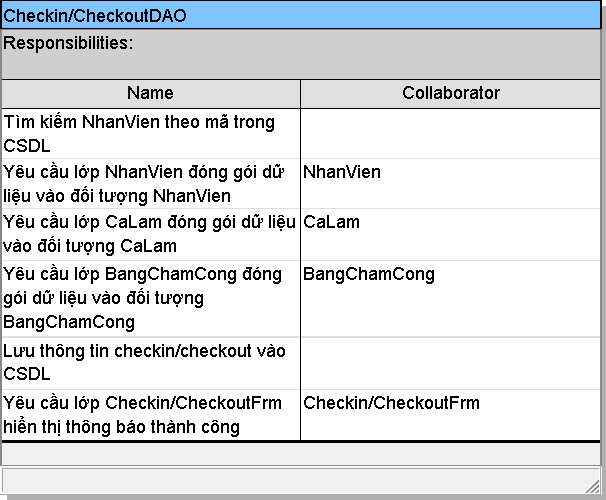 Checkin/CheckoutDAO
Responsibilities:
Name
Collaborator
Tìm kiếm NhanVien theo mã trong
CSDL
Yêu cầu lớp NhanVien đóng gói dữ
liệu vào đối tượng NhanVien
NhanVien
Yêu cầu lớp CaLam đóng gói dữ liệu
vào đối tượng CaLam
CaLam
Yêu cầu lớp BangChamCong đóng
gói dữ liệu vào đối tượng
BangChamCong
BangChamCong
Lưu thông tin checkin/checkout vào
CSDL
Yêu cầu lớp Checkin/CheckoutFrm
hiển thị thông báo thành công
Checkin/CheckoutFrm